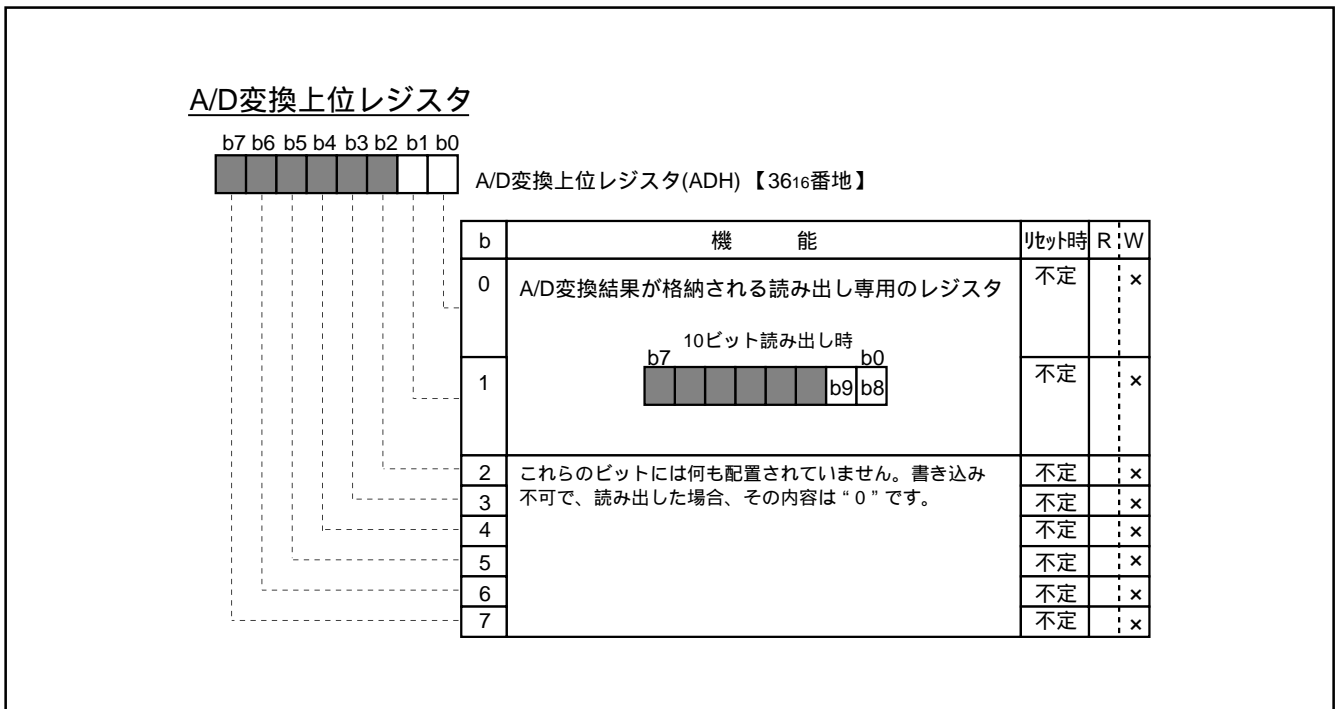 A/D変換上位レジスタ
b7 b6 b5 b4 b3 b2 b1 b0
A/D変換上位レジスタ(ADH)【3616番地】
b 機 能 リセット時 R W
0 A/D変換結果が格納される読み出し専用のレジスタ 不定 ×
10ビット読み出し時
b7 b0
b9 b8
1 不定 ×
2 これらのビットには何も配置されていません。書き込み 不定 ×
3 不可で、読み出した場合、その内容は“0”です。 不定 ×
4 不定 ×
5 不定 ×
6 不定 ×
7 不定 ×